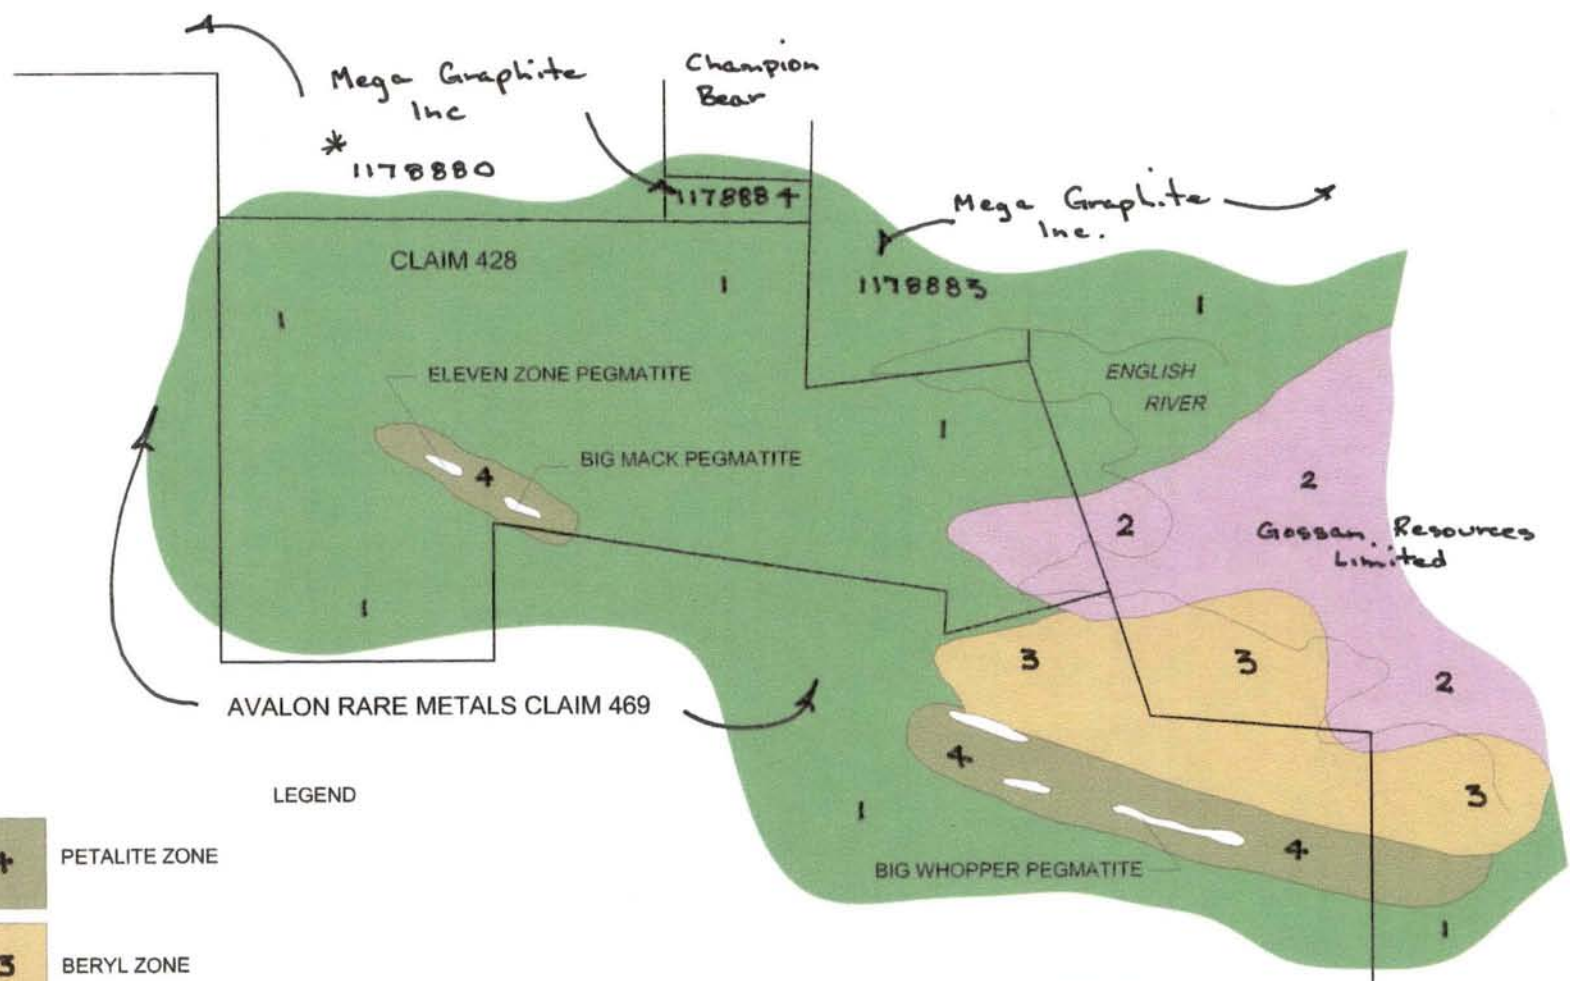 Mega Graphite
Inc
*
1178880
Champion
Bear
1178884
Mega Graphite
Inc.
1178883
CLAIM 428
1
1
1
ELEVEN ZONE PEGMATITE
ENGLISH
RIVER
1
BIG MACK PEGMATITE
4
2
2
Gossan Resources
Limited
1
3
3
2
AVALON RARE METALS CLAIM 469
4
LEGEND
3
1
4
BIG WHOPPER PEGMATITE
4
PETALITE ZONE
1
3
BERYL ZONE